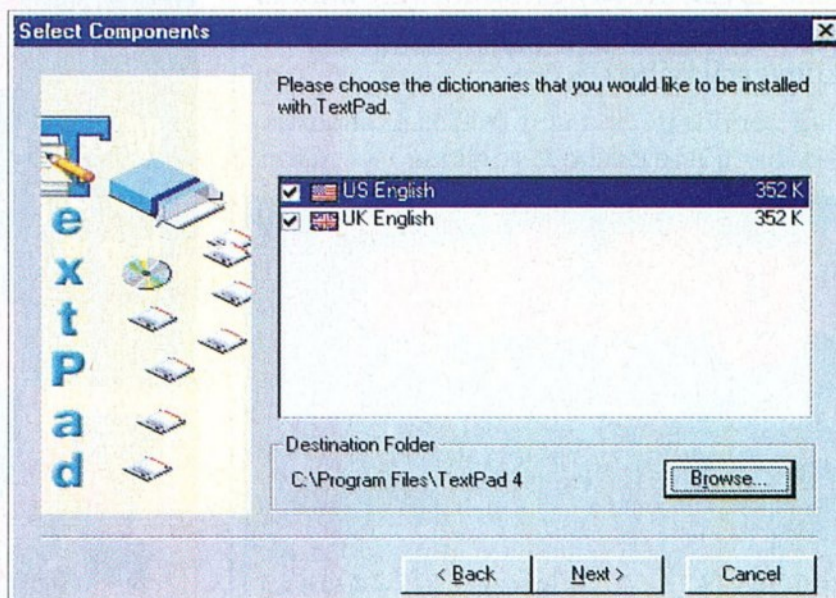 Select Components
TextPad
Please choose the dictionaries that you would like to be installed
with TextPad.
US English 352 K
UK English 352 K
Destination Folder
C:\Program Files\TextPad 4
Browse...
< Back
Next >
Cancel